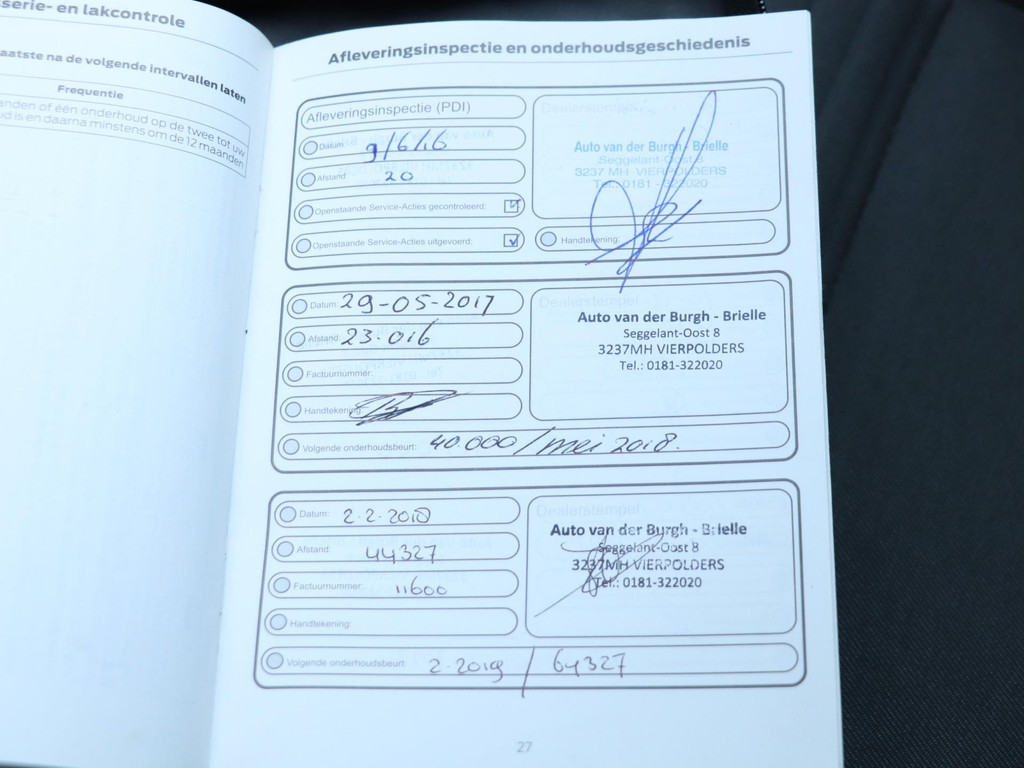 serie- en lakcontrole
aatste na de volgende intervallen laten
Frequentie
anden of één onderhoud op de twee tot uw
d is en daarna minstens om de 12 maanden
Afleveringsinspectie en onderhoudsgeschiedenis
Afleveringsinspectie (PDI)
Datum: 9/6/16
Afstand: 20
Openstaande Service-Acties gecontroleerd:
Openstaande Service-Acties uitgevoerd:
Dealerstempel
Auto van der Burgh - Brielle
Seggelant-Oost 8
3237 MH VIERPOLDERS
Tel.: 0181 - 322020
Handtekening:
Datum: 29-05-2017
Afstand: 23.016
Factuurnummer:
Handtekening:
Volgende onderhoudsbeurt: 40.000 / mei 2018.
Dealerstempel
Auto van der Burgh - Brielle
Seggelant-Oost 8
3237MH VIERPOLDERS
Tel.: 0181-322020
Datum: 2.2.2018
Afstand: 44327
Factuurnummer: 11600
Handtekening:
Volgende onderhoudsbeurt: 2.2019 / 64327
Dealerstempel
Auto van der Burgh - Brielle
Seggelant-Oost 8
3237MH VIERPOLDERS
Tel.: 0181-322020
27